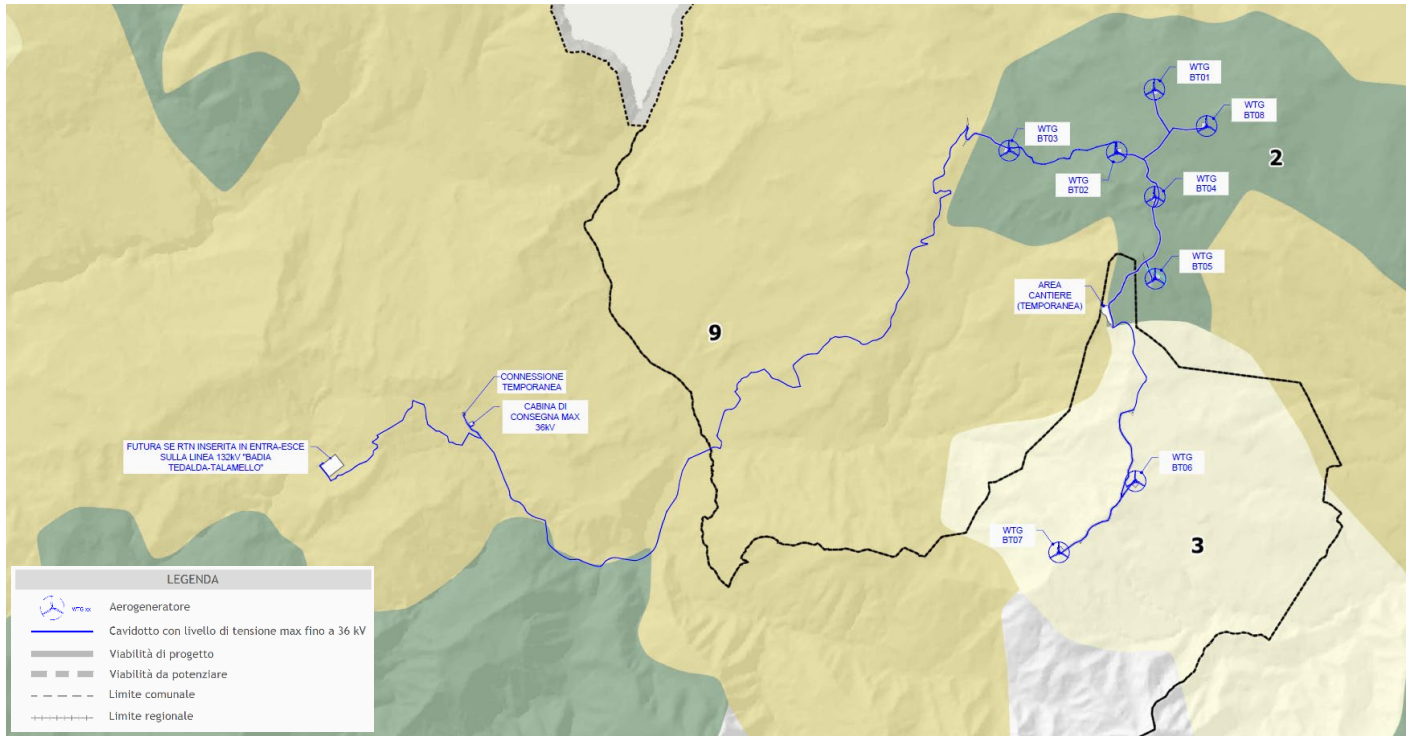 WTG
BT01
WTG
BT08
WTG
BT03
2
WTG
BT02
WTG
BT04
WTG
BT05
AREA
CANTIERE
(TEMPORANEA)
9
CONNESSIONE
TEMPORANEA
CABINA DI
CONSEGNA MAX
36kV
FUTURA SE RTN INSERITA IN ENTRA-ESCE
SULLA LINEA 132kV "BADIA
TEDALDA-TALAMELLO"
WTG
BT06
WTG
BT07
3
LEGENDA
WTG xx Aerogeneratore
Cavidotto con livello di tensione max fino a 36 kV
Viabilità di progetto
Viabilità da potenziare
Limite comunale
Limite regionale